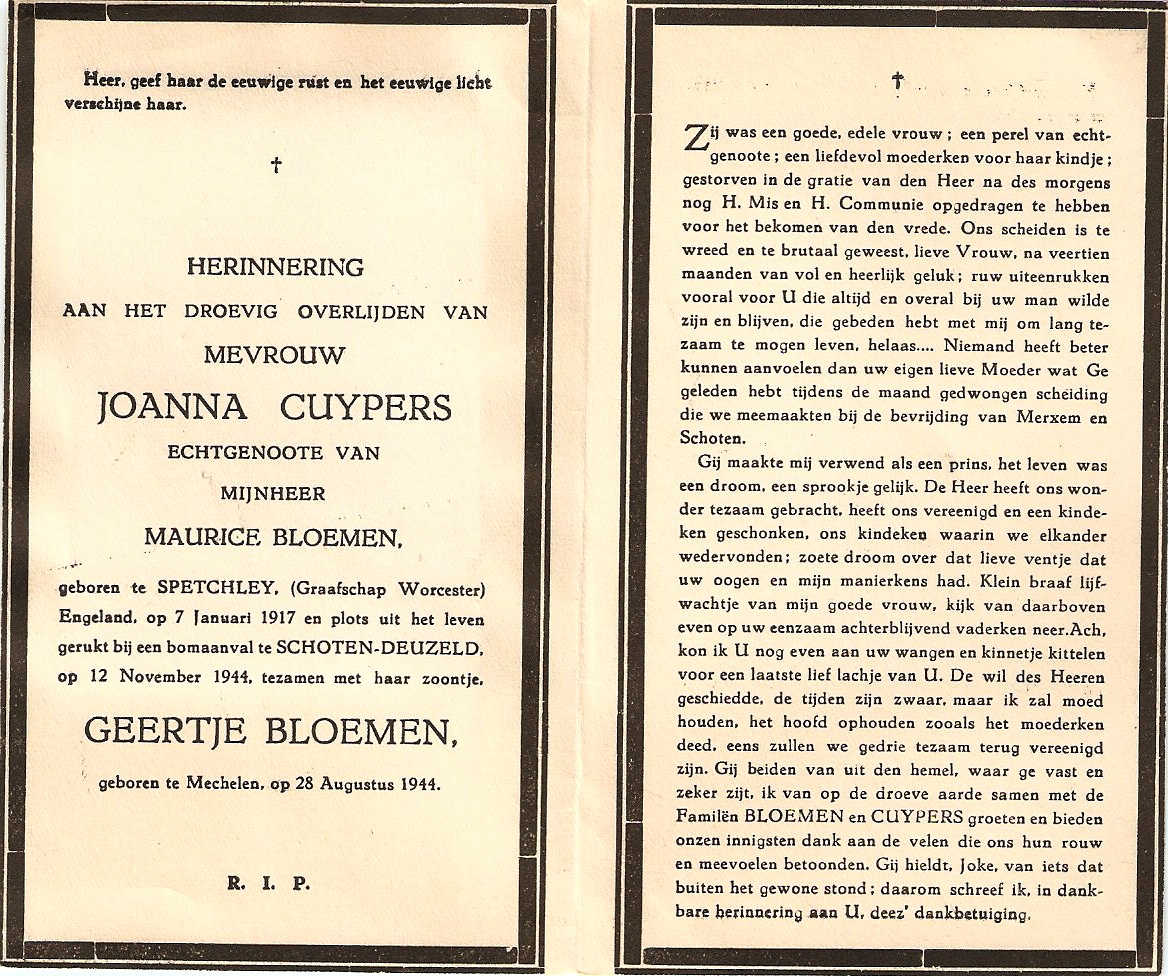 Heer, geef haar de eeuwige rust en het eeuwige licht
verschijne haar.
✝
HERINNERING
AAN HET DROEVIG OVERLIJDEN VAN
MEVROUW
JOANNA CUYPERS
ECHTGENOOTE VAN
MIJNHEER
MAURICE BLOEMEN,
geboren te SPETCHLEY, (Graafschap Worcester)
Engeland, op 7 Januari 1917 en plots uit het leven
gerukt bij een bomaanval te SCHOTEN-DEUZELD,
op 12 November 1944, tezamen met haar zoontje,
GEERTJE BLOEMEN,
geboren te Mechelen, op 28 Augustus 1944.
R. I. P.
✝
Zij was een goede, edele vrouw ; een perel van echt-
genoote ; een liefdevol moederken voor haar kindje ;
gestorven in de gratie van den Heer na des morgens
nog H. Mis en H. Communie opgedragen te hebben
voor het bekomen van den vrede. Ons scheiden is te
wreed en te brutaal geweest, lieve Vrouw, na veertien
maanden van vol en heerlijk geluk ; ruw uiteenrukken
vooral voor U die altijd en overal bij uw man wilde
zijn en blijven, die gebeden hebt met mij om lang te-
zaam te mogen leven, helaas.... Niemand heeft beter
kunnen aanvoelen dan uw eigen lieve Moeder wat Ge
geleden hebt tijdens de maand gedwongen scheiding
die we meemaakten bij de bevrijding van Merxem en
Schoten.
Gij maakte mij verwend als een prins, het leven was
een droom, een sprookje gelijk. De Heer heeft ons won-
der tezaam gebracht, heeft ons vereenigd en een kinde-
ken geschonken, ons kindeken waarin we elkander
wedervonden ; zoete droom over dat lieve ventje dat
uw oogen en mijn manierkens had. Klein braaf lijf-
wachtje van mijn goede vrouw, kijk van daarboven
even op uw eenzaam achterblijvend vaderken neer.Ach,
kon ik U nog even aan uw wangen en kinnetje kittelen
voor een laatste lief lachje van U. De wil des Heeren
geschiedde, de tijden zijn zwaar, maar ik zal moed
houden, het hoofd ophouden zooals het moederken
deed, eens zullen we gedrie tezaam terug vereenigd
zijn. Gij beiden van uit den hemel, waar ge vast en
zeker zijt, ik van op de droeve aarde samen met de
Familën BLOEMEN en CUYPERS groeten en bieden
onzen innigsten dank aan de velen die ons hun rouw
en meevoelen betoonden. Gij hieldt, Joke, van iets dat
buiten het gewone stond ; daarom schreef ik, in dank-
bare herinnering aan U, deez' dankbetuiging.